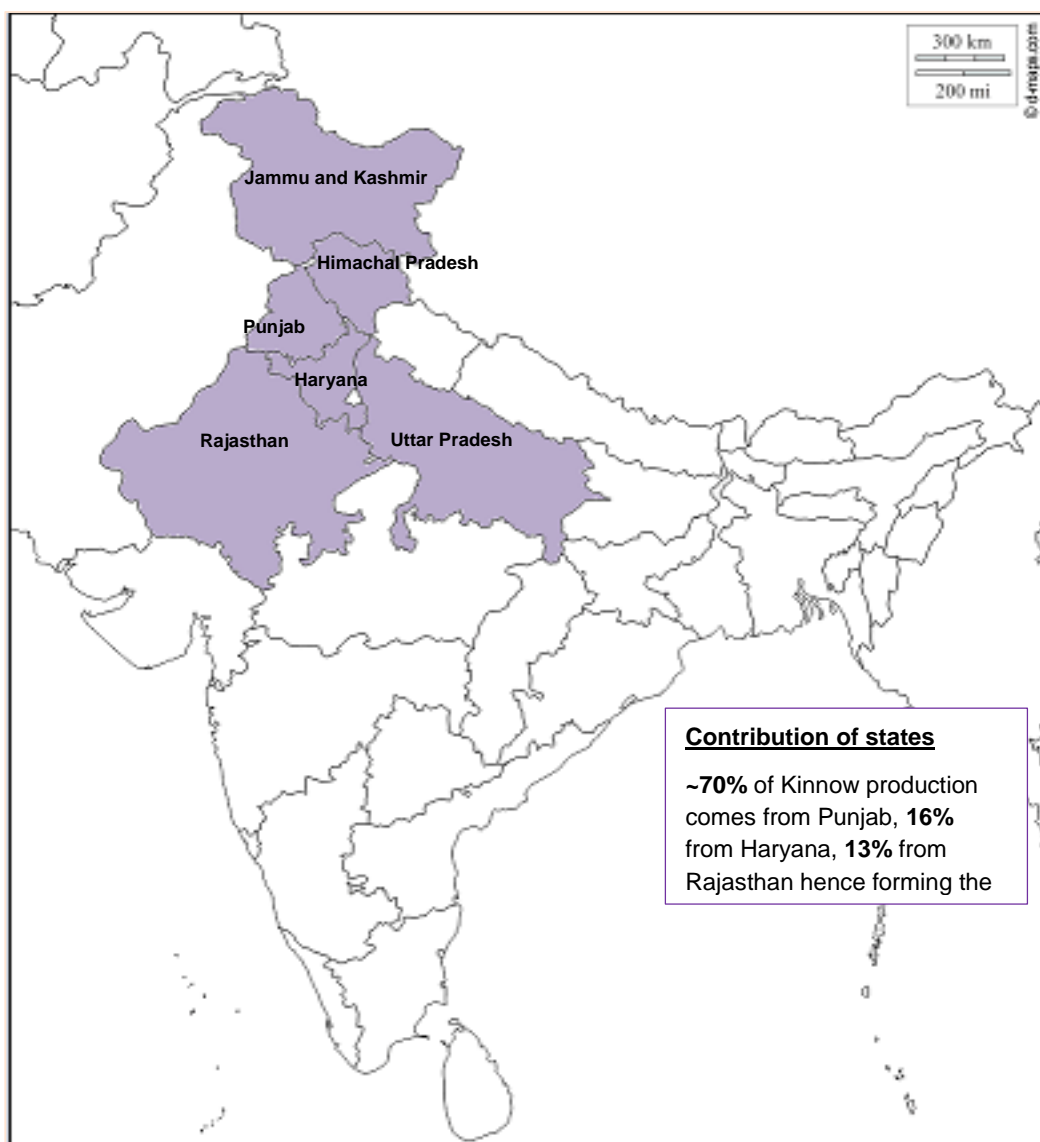 300 km
200 mi
© d-maps.com
Jammu and Kashmir
Himachal Pradesh
Punjab
Haryana
Rajasthan
Uttar Pradesh
Contribution of states
~70% of Kinnow production
comes from Punjab, 16%
from Haryana, 13% from
Rajasthan hence forming the